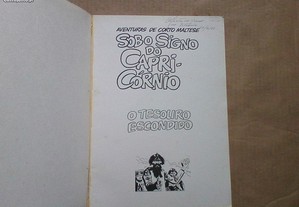 AVENTURAS DE CORTO MALTESE
SOB O SIGNO
DO
CAPRI-
CÓRNIO
O TESOURO
ESCONDIDO